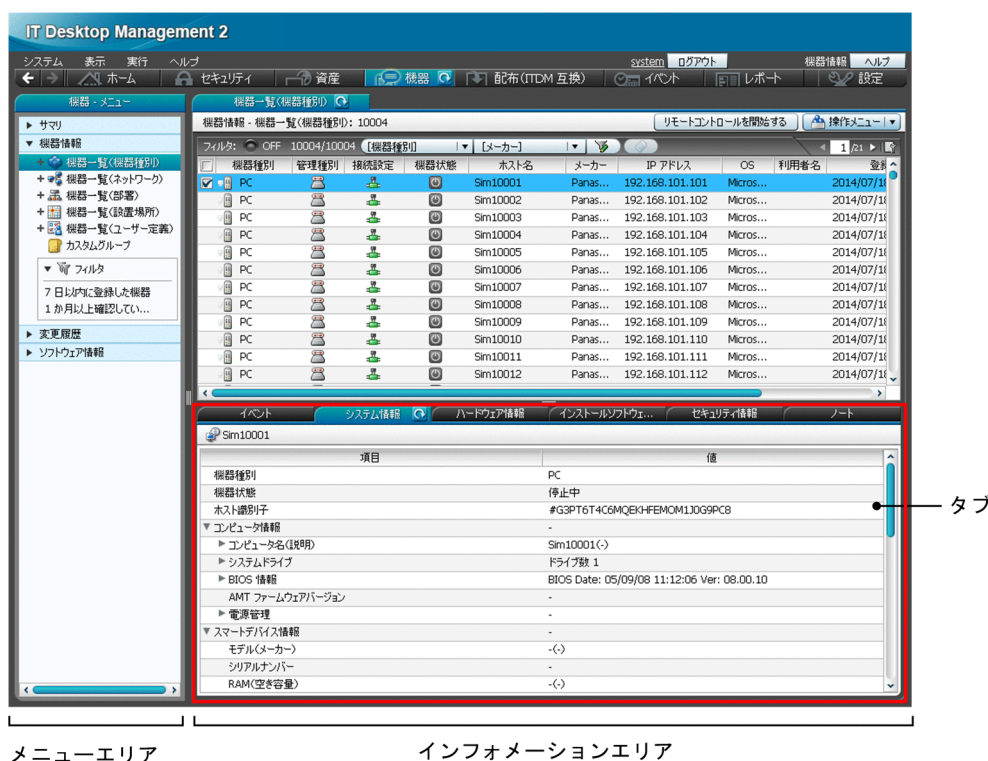 IT Desktop Management 2
システム 表示 実行 ヘルプ system ログアウト 機器情報 ヘルプ
ホーム セキュリティ 資産 機器 配布(ITDM 互換) イベント レポート 設定
機器 - メニュー
サマリ
機器情報
機器一覧(機器種別)
機器一覧(ネットワーク)
機器一覧(部署)
機器一覧(設置場所)
機器一覧(ユーザー定義)
カスタムグループ
フィルタ
7 日以内に登録した機器
1 か月以上確認してい...
変更履歴
ソフトウェア情報
機器一覧(機器種別)
機器情報 - 機器一覧(機器種別): 10004 リモートコントロールを開始する 操作メニュー
フィルタ: OFF 10004/10004 [機器種別] [メーカー] 1 /21
機器種別 管理種別 接続設定 機器状態 ホスト名 メーカー IP アドレス OS 利用者名 登
PC Sim10001 Panas... 192.168.101.101 Micros... 2014/07/18
PC Sim10002 Panas... 192.168.101.102 Micros... 2014/07/18
PC Sim10003 Panas... 192.168.101.103 Micros... 2014/07/18
PC Sim10004 Panas... 192.168.101.104 Micros... 2014/07/18
PC Sim10005 Panas... 192.168.101.105 Micros... 2014/07/18
PC Sim10006 Panas... 192.168.101.106 Micros... 2014/07/18
PC Sim10007 Panas... 192.168.101.107 Micros... 2014/07/18
PC Sim10008 Panas... 192.168.101.108 Micros... 2014/07/18
PC Sim10009 Panas... 192.168.101.109 Micros... 2014/07/18
PC Sim10010 Panas... 192.168.101.110 Micros... 2014/07/18
PC Sim10011 Panas... 192.168.101.111 Micros... 2014/07/18
PC Sim10012 Panas... 192.168.101.112 Micros... 2014/07/18
イベント システム情報 ハードウェア情報 インストールソフトウェ... セキュリティ情報 ノート
Sim10001
項目 値
機器種別 PC
機器状態 停止中
ホスト識別子 #G3PT6T4C6MQEKHFEMOM1J0G9PC8
コンピュータ情報 -
コンピュータ名(説明) Sim10001(-)
システムドライブ ドライブ数 1
BIOS 情報 BIOS Date: 05/09/08 11:12:06 Ver: 08.00.10
AMT ファームウェアバージョン -
電源管理 -
スマートデバイス情報 -
モデル(メーカー) -(-)
シリアルナンバー -
RAM(空き容量) -(-)
タブ
メニューエリア インフォメーションエリア